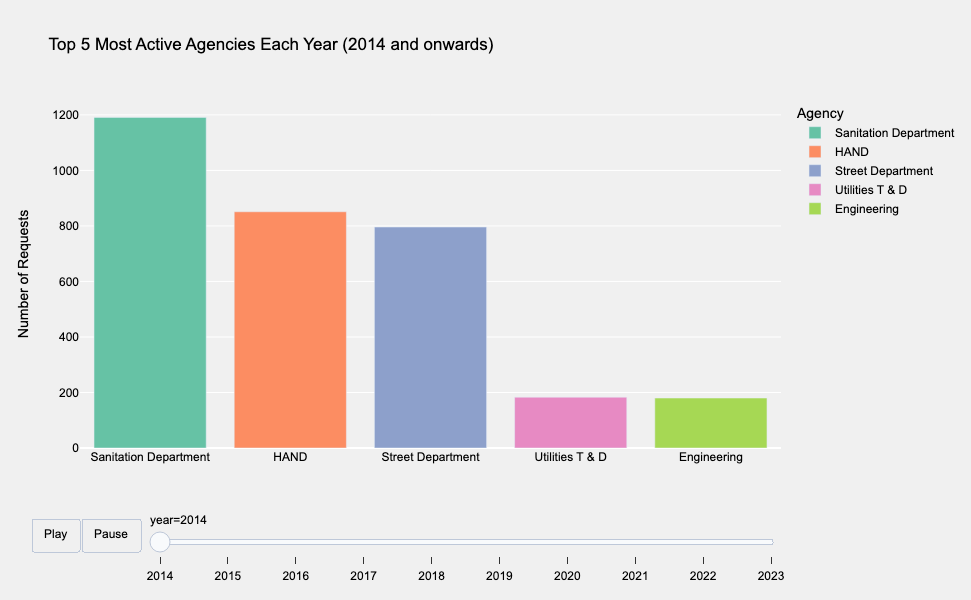 Top 5 Most Active Agencies Each Year (2014 and onwards)
Number of Requests
1200
1000
800
600
400
200
0
Sanitation Department HAND Street Department Utilities T & D Engineering
Agency
Sanitation Department
HAND
Street Department
Utilities T & D
Engineering
Play Pause
year=2014
2014 2015 2016 2017 2018 2019 2020 2021 2022 2023